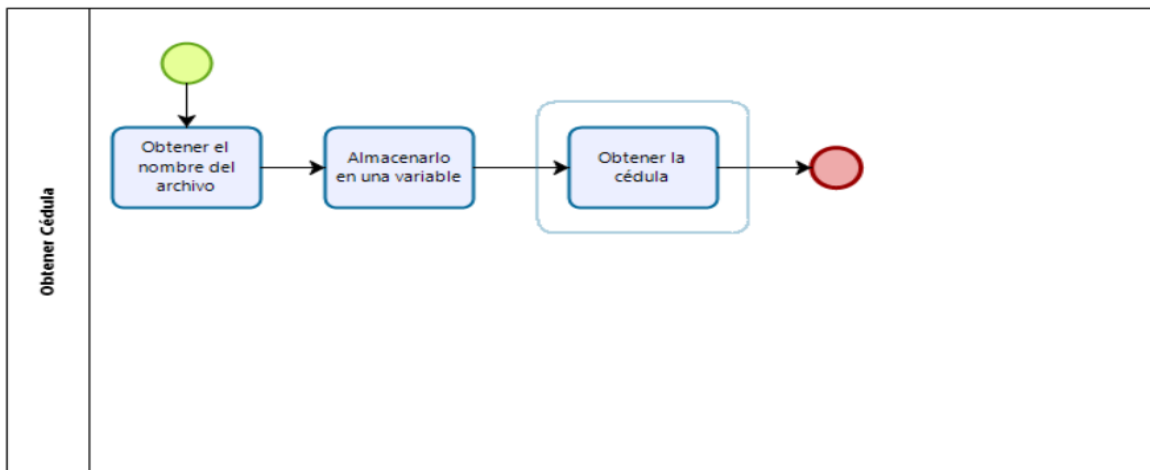 Obtener Cédula
Obtener el
nombre del
archivo
Almacenarlo
en una variable
Obtener la
cédula